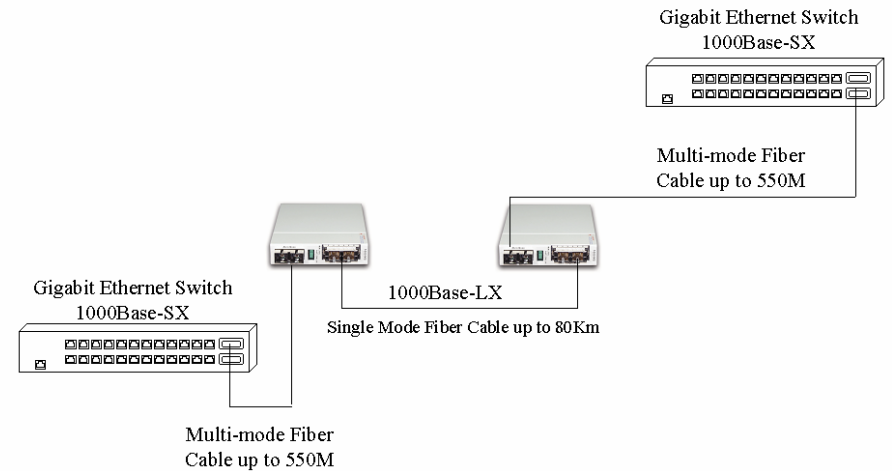 Gigabit Ethernet Switch
1000Base-SX
Multi-mode Fiber
Cable up to 550M
Gigabit Ethernet Switch
1000Base-SX
1000Base-LX
Single Mode Fiber Cable up to 80Km
Multi-mode Fiber
Cable up to 550M